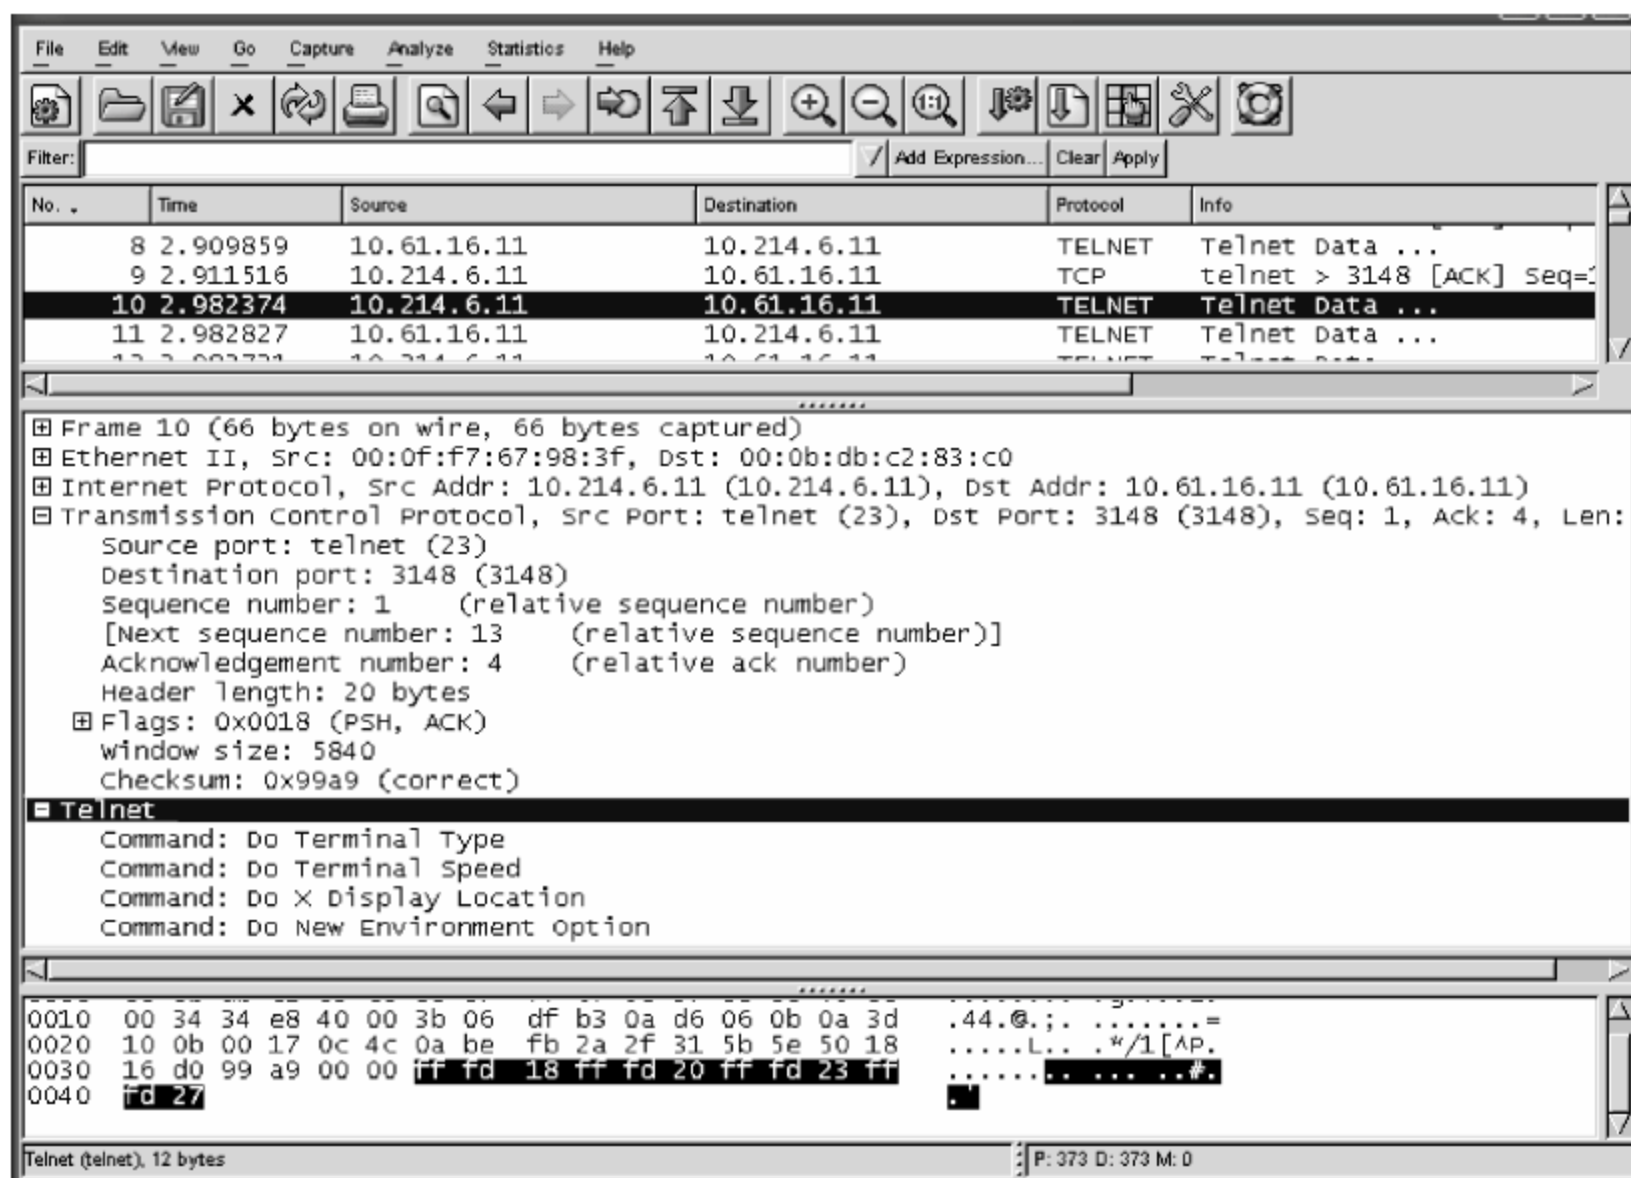 File Edit View Go Capture Analyze Statistics Help
Filter: Add Expression... Clear Apply
No. . Time Source Destination Protocol Info
8 2.909859 10.61.16.11 10.214.6.11 TELNET Telnet Data ...
9 2.911516 10.214.6.11 10.61.16.11 TCP telnet > 3148 [ACK] Seq=1
10 2.982374 10.214.6.11 10.61.16.11 TELNET Telnet Data ...
11 2.982827 10.61.16.11 10.214.6.11 TELNET Telnet Data ...
Frame 10 (66 bytes on wire, 66 bytes captured)
Ethernet II, Src: 00:0f:f7:67:98:3f, Dst: 00:0b:db:c2:83:c0
Internet Protocol, Src Addr: 10.214.6.11 (10.214.6.11), Dst Addr: 10.61.16.11 (10.61.16.11)
Transmission Control Protocol, Src Port: telnet (23), Dst Port: 3148 (3148), Seq: 1, Ack: 4, Len:
Source port: telnet (23)
Destination port: 3148 (3148)
Sequence number: 1 (relative sequence number)
[Next sequence number: 13 (relative sequence number)]
Acknowledgement number: 4 (relative ack number)
Header length: 20 bytes
Flags: 0x0018 (PSH, ACK)
Window size: 5840
Checksum: 0x99a9 (correct)
Telnet
Command: Do Terminal Type
Command: Do Terminal Speed
Command: Do X Display Location
Command: Do New Environment Option
0010 00 34 34 e8 40 00 3b 06 df b3 0a d6 06 0b 0a 3d .44.@.;. .......=
0020 10 0b 00 17 0c 4c 0a be fb 2a 2f 31 5b 5e 50 18 .....L.. .*/1[^P.
0030 16 d0 99 a9 00 00 ff fd 18 ff fd 20 ff fd 23 ff ........ ... ..#.
0040 fd 27 .'
Telnet (telnet), 12 bytes P: 373 D: 373 M: 0